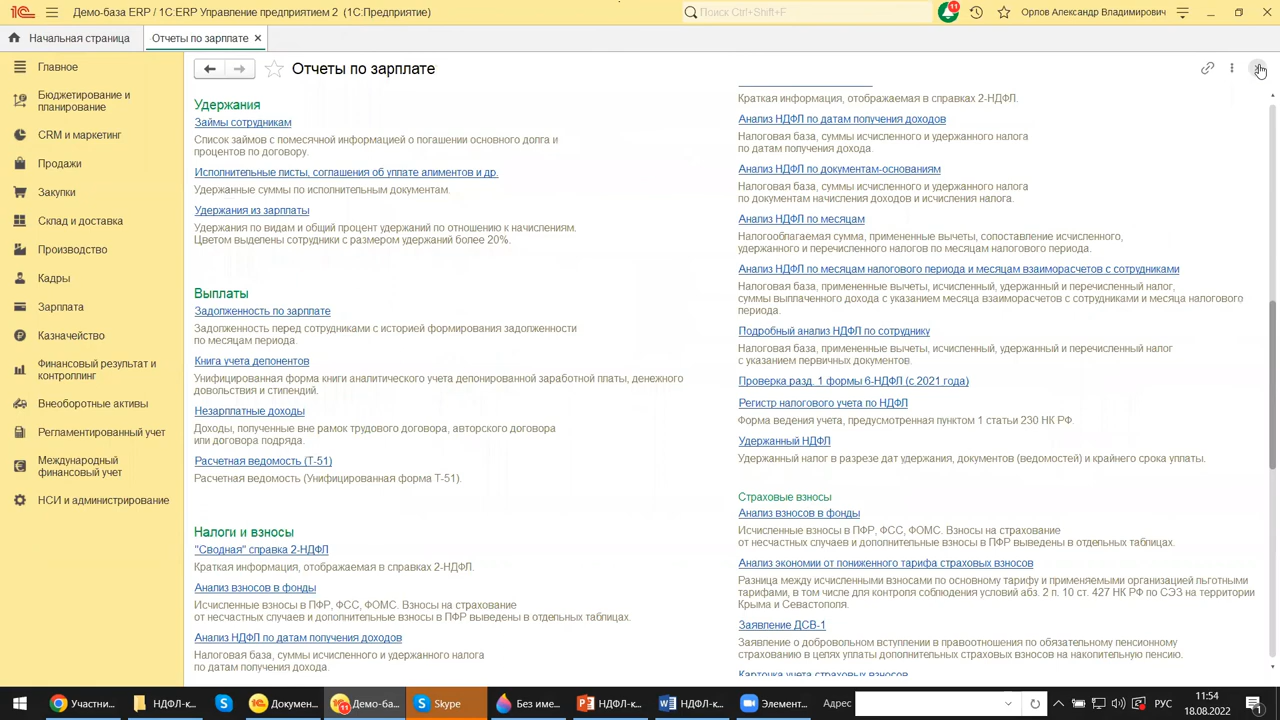 Демо-база ERP / 1C:ERP Управление предприятием 2 (1С:Предприятие)
Поиск Ctrl+Shift+F
11
Орлов Александр Владимирович
Начальная страница
Отчеты по зарплате
Главное
Бюджетирование и
планирование
CRM и маркетинг
Продажи
Закупки
Склад и доставка
Производство
Кадры
Зарплата
Казначейство
Финансовый результат и
контроллинг
Внеоборотные активы
Регламентированный учет
Международный
финансовый учет
НСИ и администрирование
Отчеты по зарплате
Удержания
Займы сотрудникам
Список займов с помесячной информацией о погашении основного долга и
процентов по договору.
Исполнительные листы, соглашения об уплате алиментов и др.
Удержанные суммы по исполнительным документам.
Удержания из зарплаты
Удержания по видам и общий процент удержаний по отношению к начислениям.
Цветом выделены сотрудники с размером удержаний более 20%.
Выплаты
Задолженность по зарплате
Задолженность перед сотрудниками с историей формирования задолженности
по месяцам периода.
Книга учета депонентов
Унифицированная форма книги аналитического учета депонированной заработной платы, денежного
довольствия и стипендий.
Незарплатные доходы
Доходы, полученные вне рамок трудового договора, авторского договора
или договора подряда.
Расчетная ведомость (Т-51)
Расчетная ведомость (Унифицированная форма Т-51).
Налоги и взносы
"Сводная" справка 2-НДФЛ
Краткая информация, отображаемая в справках 2-НДФЛ.
Анализ взносов в фонды
Исчисленные взносы в ПФР, ФСС, ФОМС. Взносы на страхование
от несчастных случаев и дополнительные взносы в ПФР выведены в отдельных таблицах.
Анализ НДФЛ по датам получения доходов
Налоговая база, суммы исчисленного и удержанного налога
по датам получения дохода.
Краткая информация, отображаемая в справках 2-НДФЛ.
Анализ НДФЛ по датам получения доходов
Налоговая база, суммы исчисленного и удержанного налога
по датам получения дохода.
Анализ НДФЛ по документам-основаниям
Налоговая база, суммы исчисленного и удержанного налога
по документам начисления доходов и исчисления налога.
Анализ НДФЛ по месяцам
Налогооблагаемая сумма, примененные вычеты, сопоставление исчисленного,
удержанного и перечисленного налогов по месяцам налогового периода.
Анализ НДФЛ по месяцам налогового периода и месяцам взаиморасчетов с сотрудниками
Налоговая база, примененные вычеты, исчисленный, удержанный и перечисленный налог,
суммы выплаченного дохода с указанием месяца взаиморасчетов с сотрудниками и месяца налогового
периода.
Подробный анализ НДФЛ по сотруднику
Налоговая база, примененные вычеты, исчисленный, удержанный и перечисленный налог
с указанием первичных документов.
Проверка разд. 1 формы 6-НДФЛ (с 2021 года)
Регистр налогового учета по НДФЛ
Форма ведения учета, предусмотренная пунктом 1 статьи 230 НК РФ.
Удержанный НДФЛ
Удержанный налог в разрезе дат удержания, документов (ведомостей) и крайнего срока уплаты.
Страховые взносы
Анализ взносов в фонды
Исчисленные взносы в ПФР, ФСС, ФОМС. Взносы на страхование
от несчастных случаев и дополнительные взносы в ПФР выведены в отдельных таблицах.
Анализ экономии от пониженного тарифа страховых взносов
Разница между исчисленными взносами по основному тарифу и применяемыми организацией льготными
тарифами, в том числе для контроля соблюдения условий абз. 2 п. 10 ст. 427 НК РФ по СЭЗ на территории
Крыма и Севастополя.
Заявление ДСВ-1
Заявление о добровольном вступлении в правоотношения по обязательному пенсионному
страхованию в целях уплаты дополнительных страховых взносов на накопительную пенсию.
Карточка учета страховых взносов
Участни...
НДФЛ-к...
Докумен...
Демо-ба...
Skype
Без име...
НДФЛ-к...
НДФЛ-к...
Элемент...
Адрес
РУС
11:54
18.08.2022